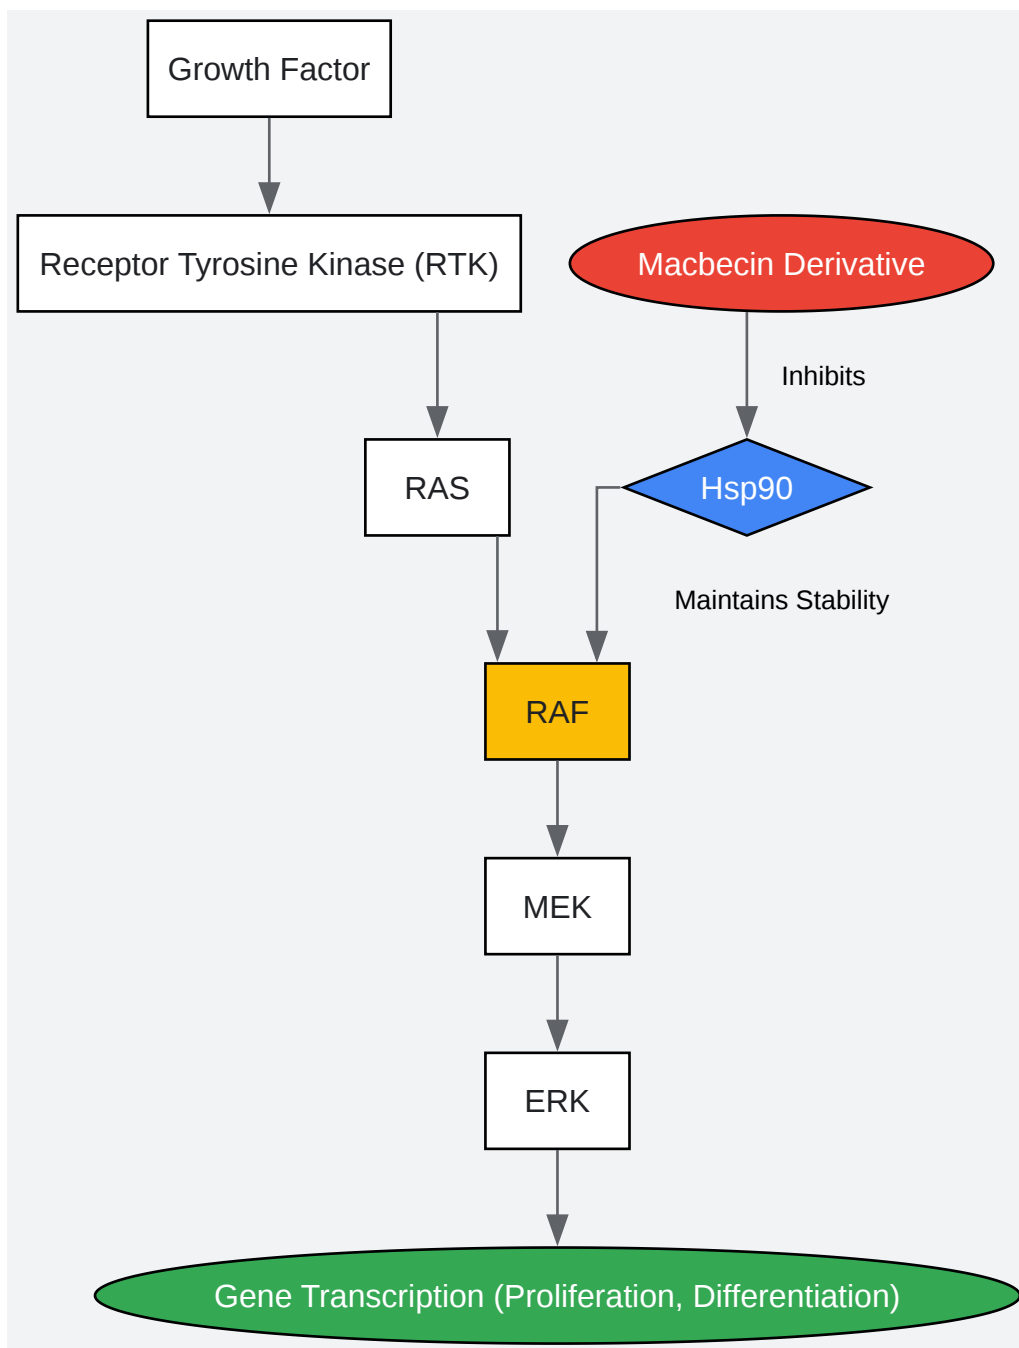 Growth Factor
Receptor Tyrosine Kinase (RTK)
Macbecin Derivative
Inhibits
RAS
Hsp90
Maintains Stability
RAF
MEK
ERK
Gene Transcription (Proliferation, Differentiation)